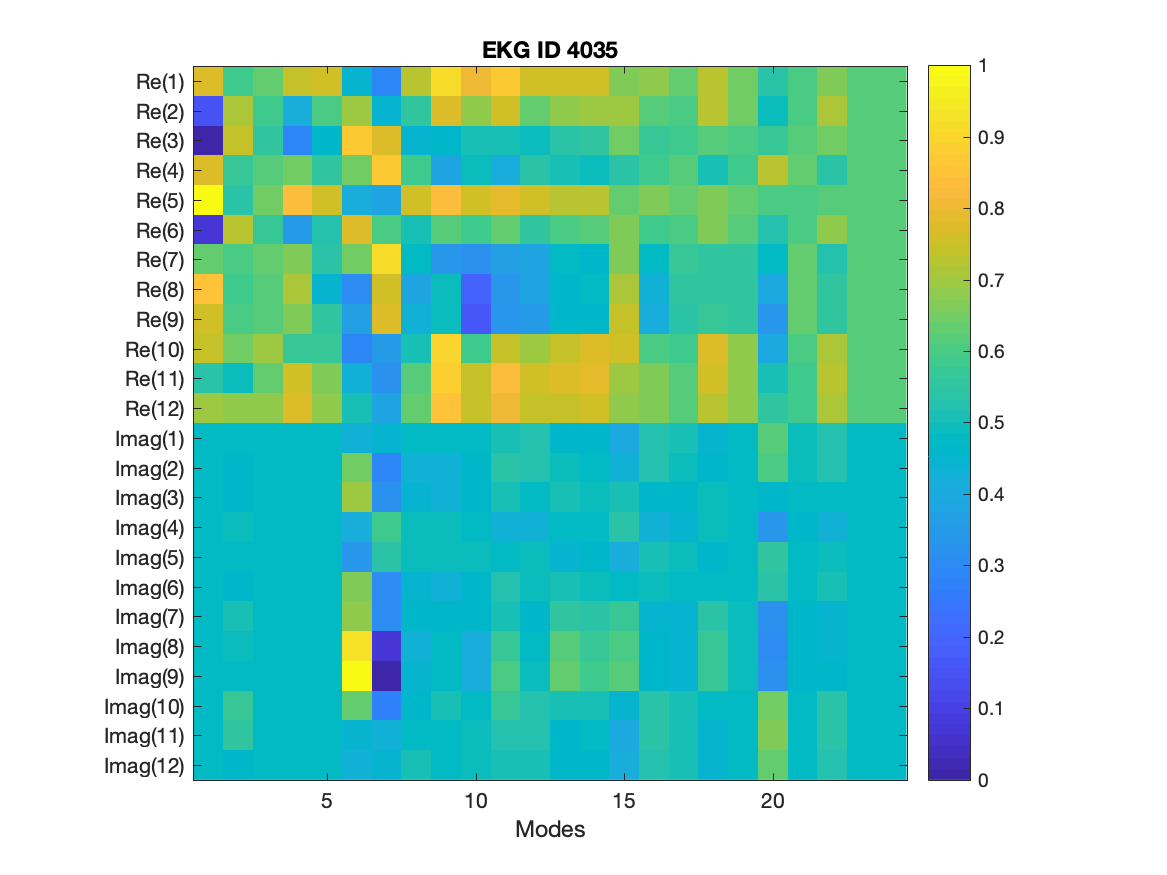 EKG ID 4035
Re(1)
Re(2)
Re(3)
Re(4)
Re(5)
Re(6)
Re(7)
Re(8)
Re(9)
Re(10)
Re(11)
Re(12)
Imag(1)
Imag(2)
Imag(3)
Imag(4)
Imag(5)
Imag(6)
Imag(7)
Imag(8)
Imag(9)
Imag(10)
Imag(11)
Imag(12)
5 10 15 20
Modes
1
0.9
0.8
0.7
0.6
0.5
0.4
0.3
0.2
0.1
0